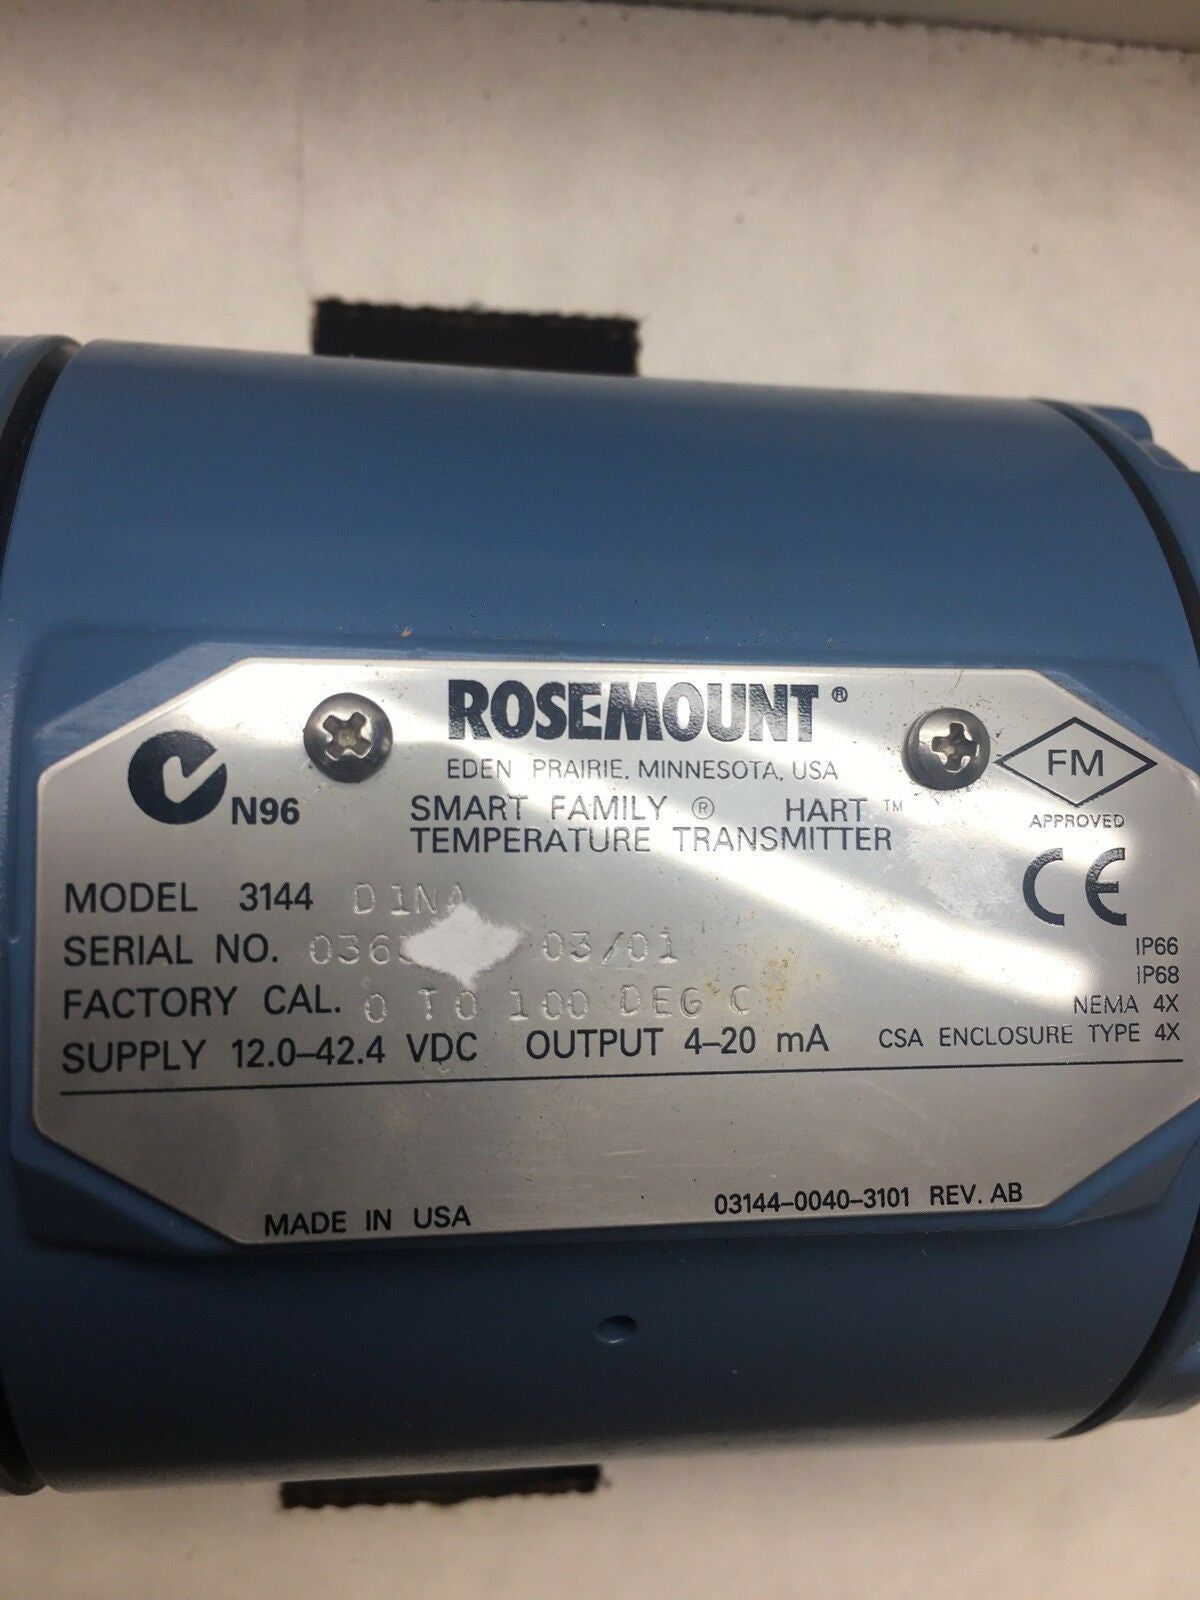 ROSEMOUNT®
EDEN PRAIRIE, MINNESOTA, USA
N96
SMART FAMILY ® HART ™
TEMPERATURE TRANSMITTER
FM
APPROVED
CE
MODEL 3144 D1NA
SERIAL NO. 03/01
FACTORY CAL. 0 TO 100 DEG C
SUPPLY 12.0–42.4 VDC OUTPUT 4–20 mA
IP66
IP68
NEMA 4X
CSA ENCLOSURE TYPE 4X
MADE IN USA
03144–0040–3101 REV. AB